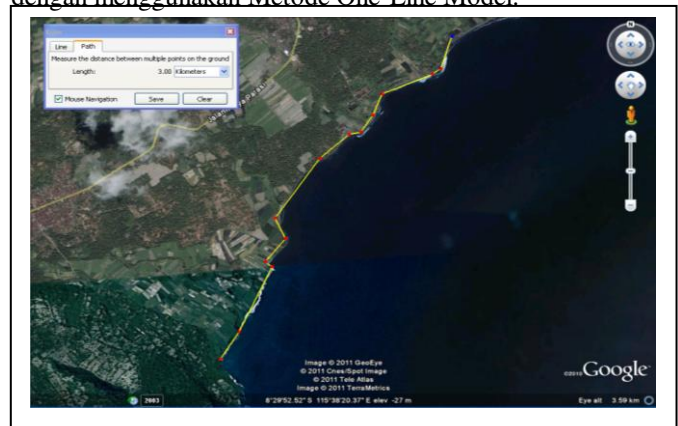 dengan menggunakan Metode One-Line Model.
Line Path
Measure the distance between multiple points on the ground
Length: 3.80 Kilometers
Mouse Navigation Save Clear
N
Image © 2011 GeoEye
© 2011 Cnes/Spot Image
© 2011 Tele Atlas
Image © 2011 TerraMetrics
©2010 Google
2003 8°29'52.52" S 115°38'20.37" E elev -27 m Eye alt 3.59 km